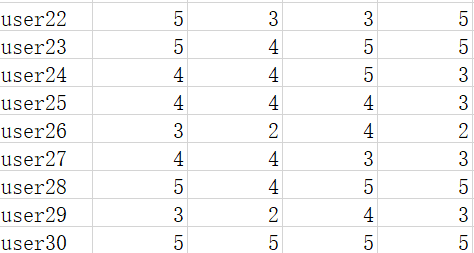 user22 5 3 3 5
user23 5 4 5 5
user24 4 4 5 3
user25 4 4 4 3
user26 3 2 4 2
user27 4 4 3 3
user28 5 4 5 5
user29 3 2 4 3
user30 5 5 5 5